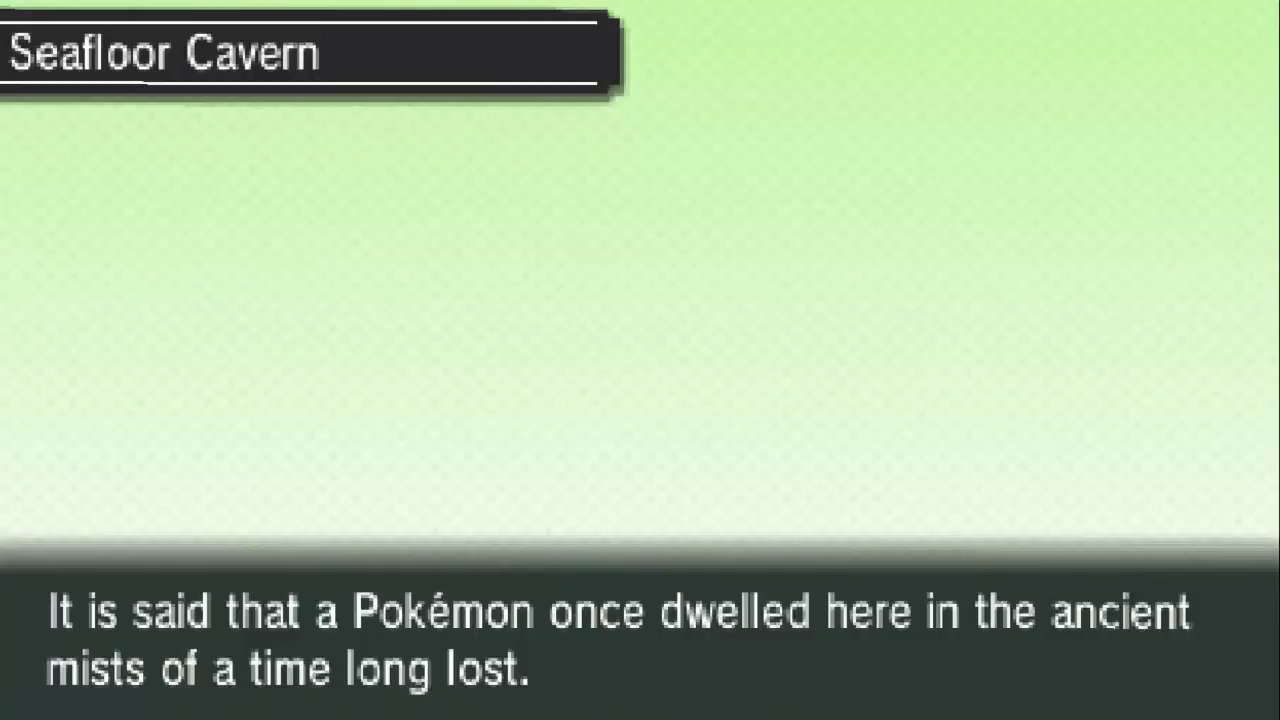 Seafloor Cavern
It is said that a Pokémon once dwelled here in the ancient
mists of a time long lost.